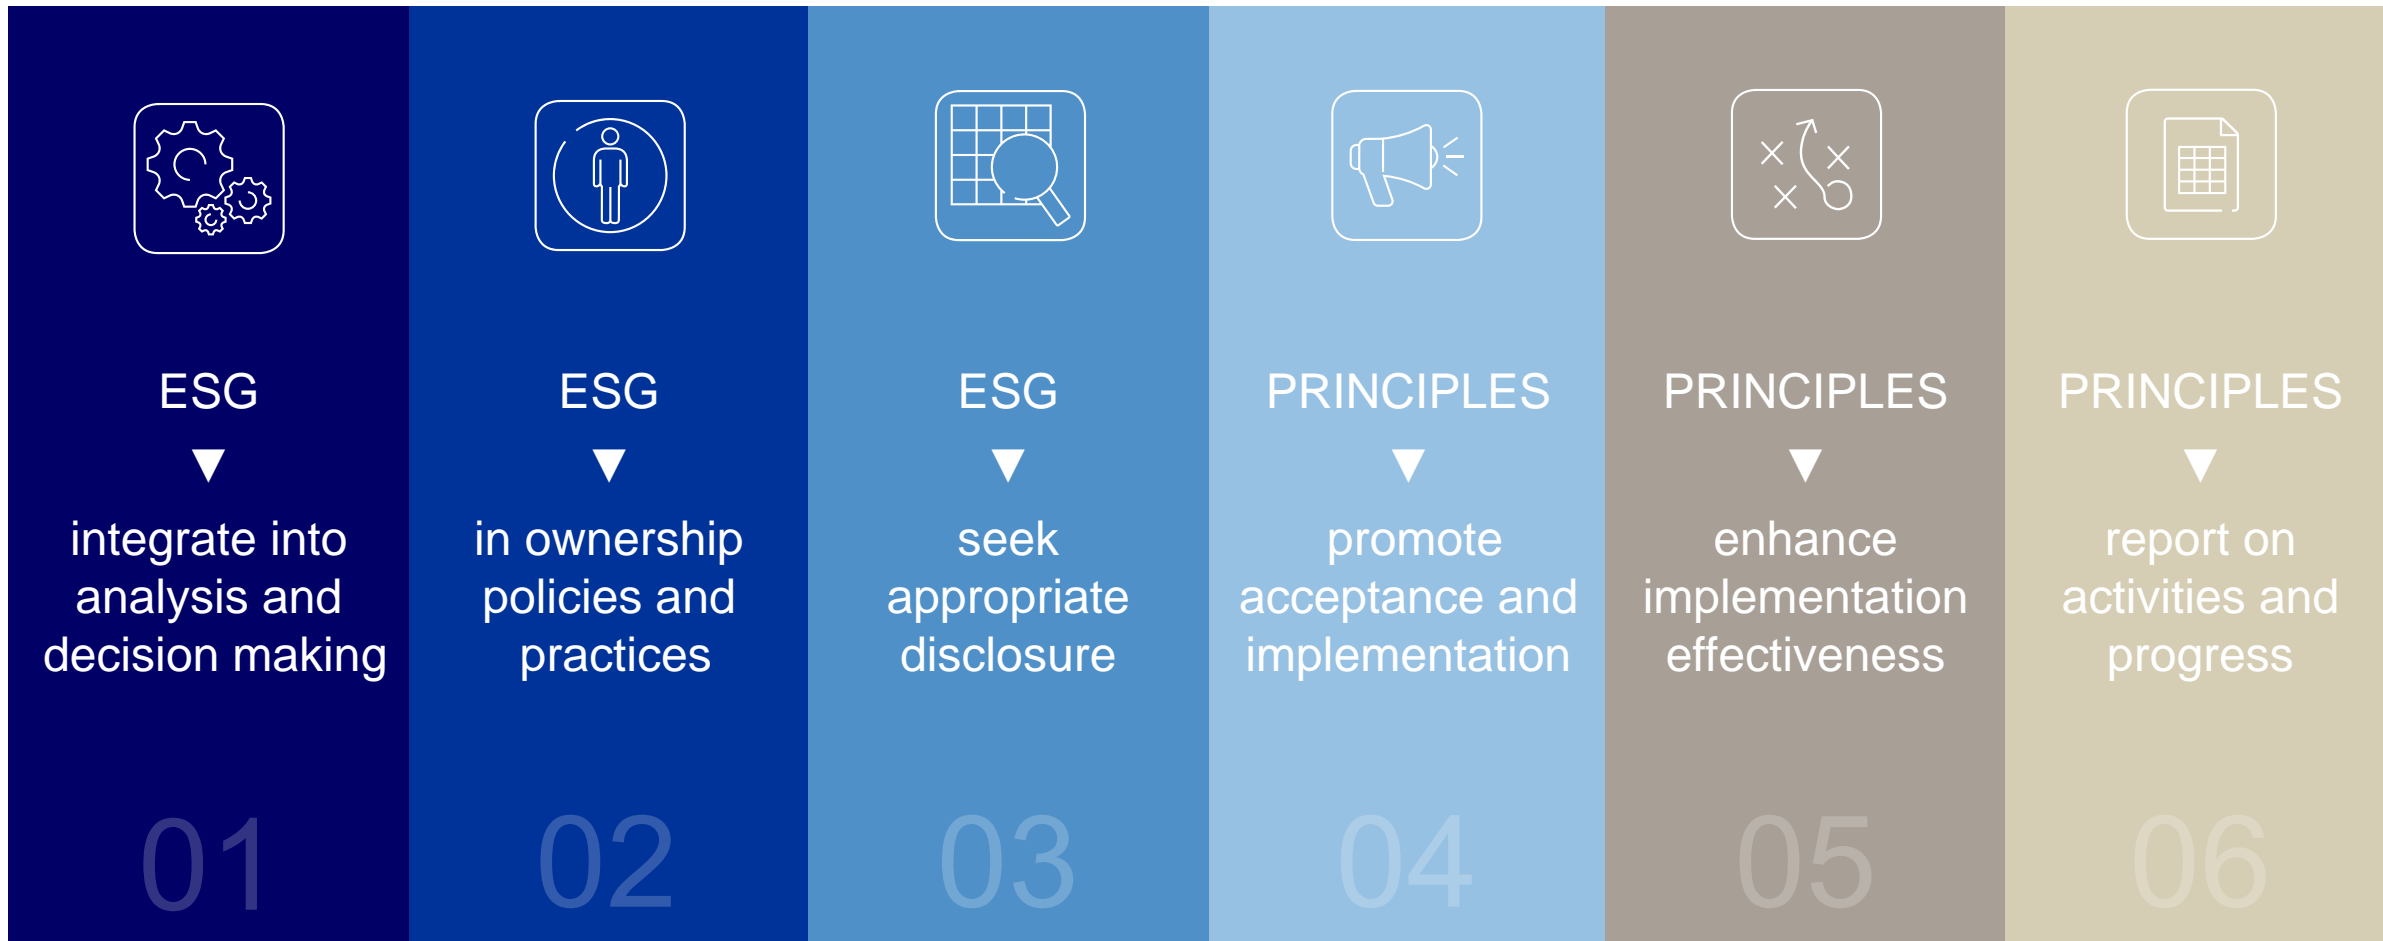 ESG
▼
integrate into
analysis and
decision making
01
ESG
▼
in ownership
policies and
practices
02
ESG
▼
seek
appropriate
disclosure
03
PRINCIPLES
▼
promote
acceptance and
implementation
04
PRINCIPLES
▼
enhance
implementation
effectiveness
05
PRINCIPLES
▼
report on
activities and
progress
06